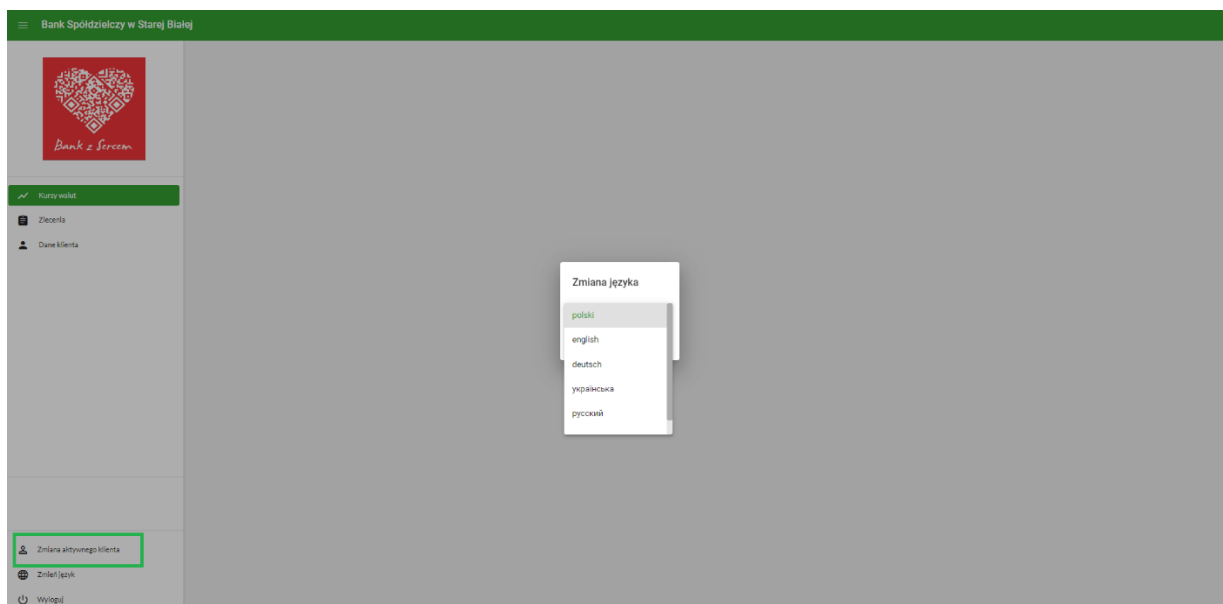 Bank Spółdzielczy w Starej Białej
Bank z Sercem
Kursy walut
Zlecenia
Dane klienta
Zmiana języka
polski
english
deutsch
українська
русский
Zmiana aktywnego klienta
Zmień język
Wyloguj